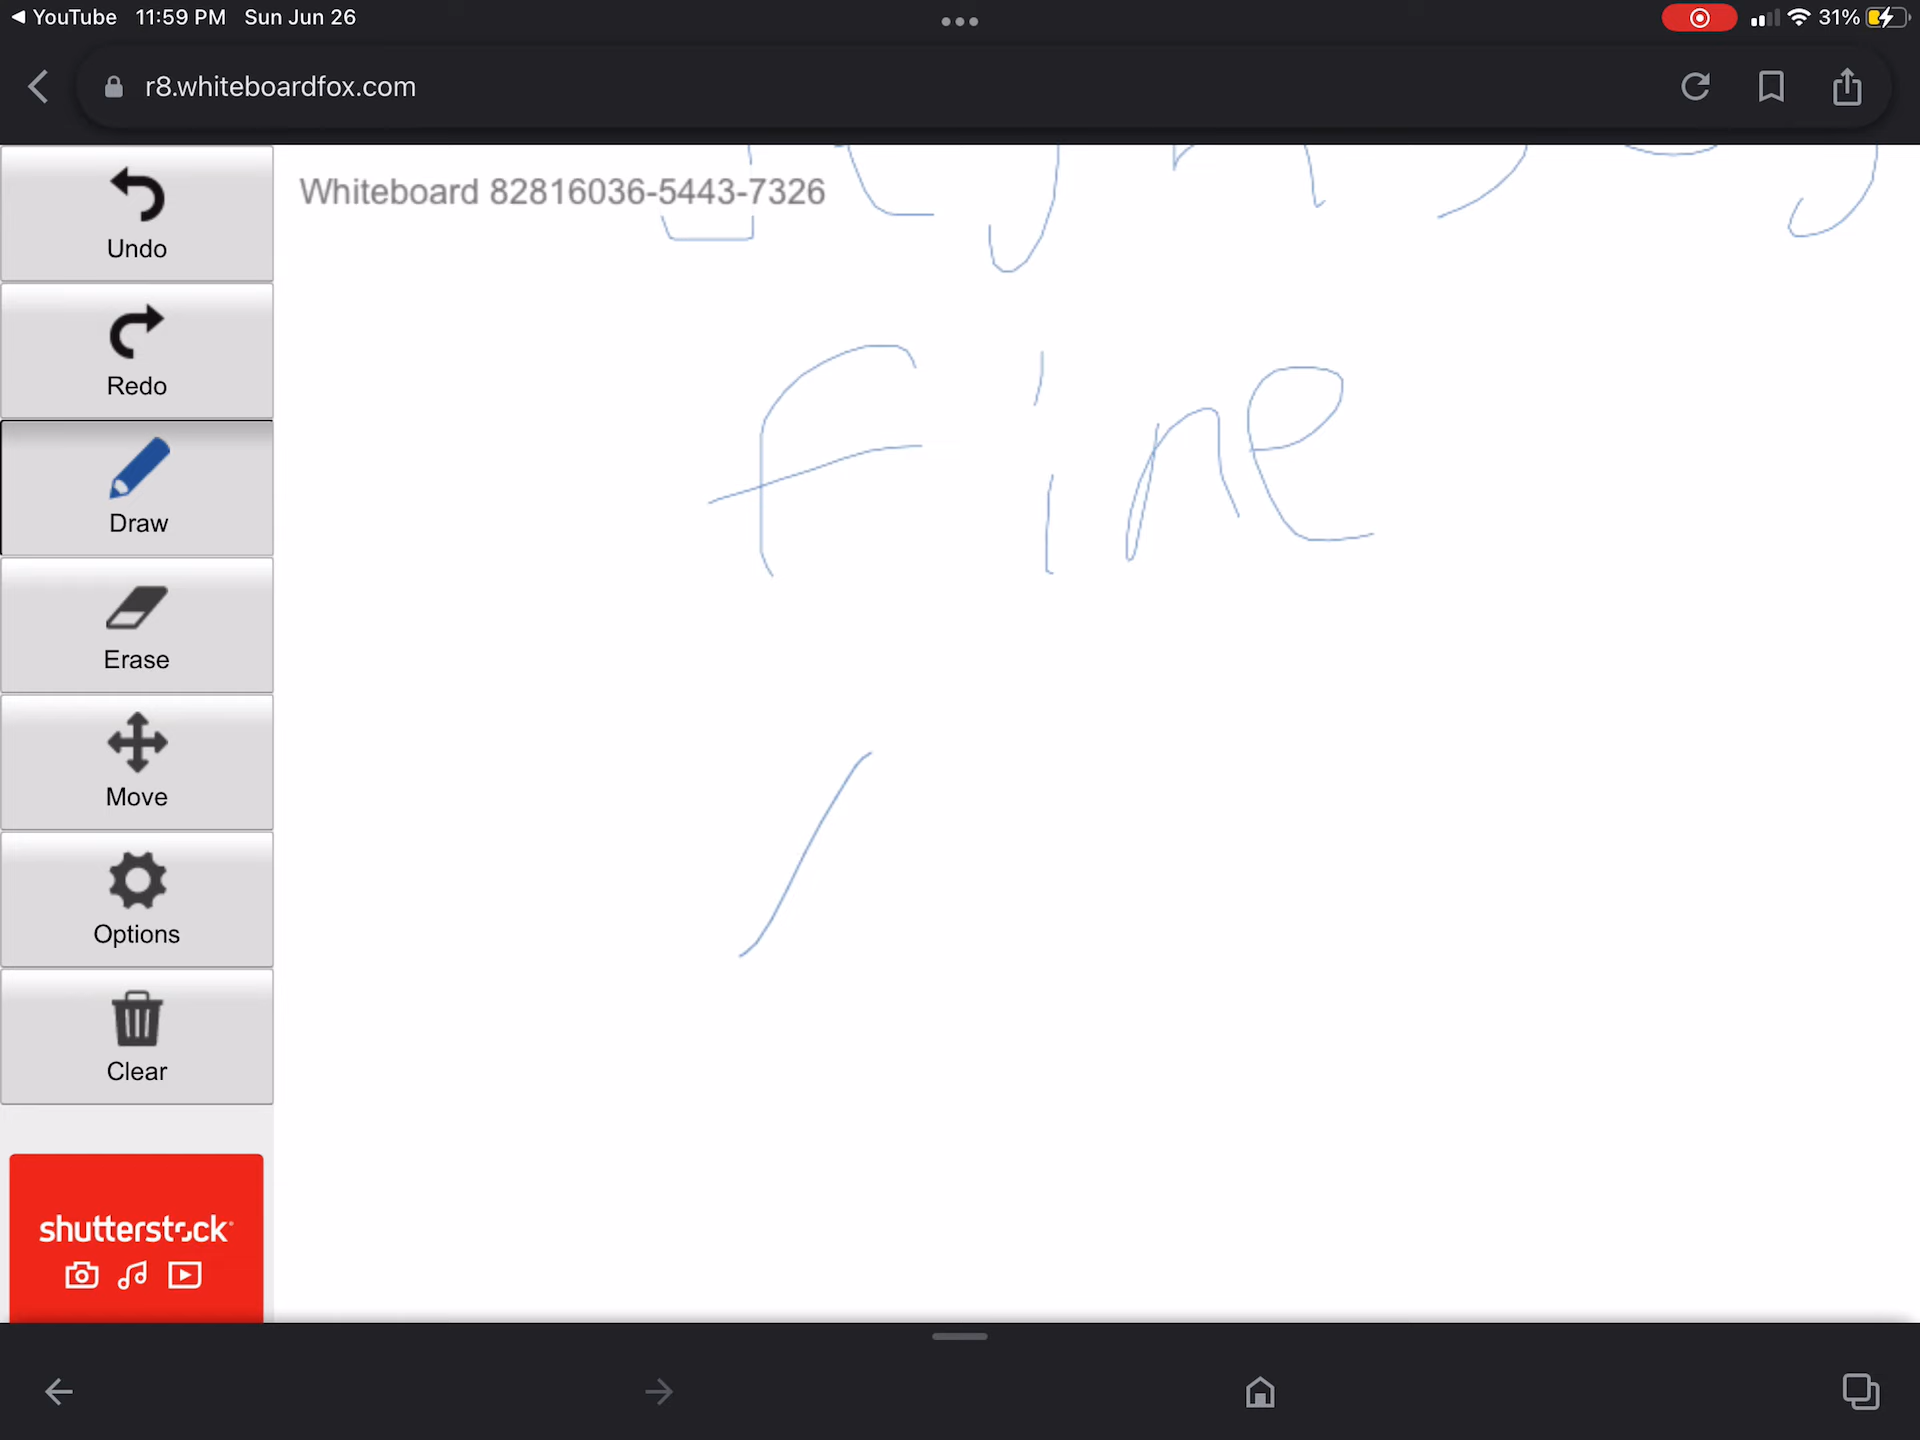 YouTube 11:59 PM Sun Jun 26
31%
r8.whiteboardfox.com
Whiteboard 82816036-5443-7326
Undo
Redo
Draw
Erase
Move
Options
Clear
fine
shutterstock